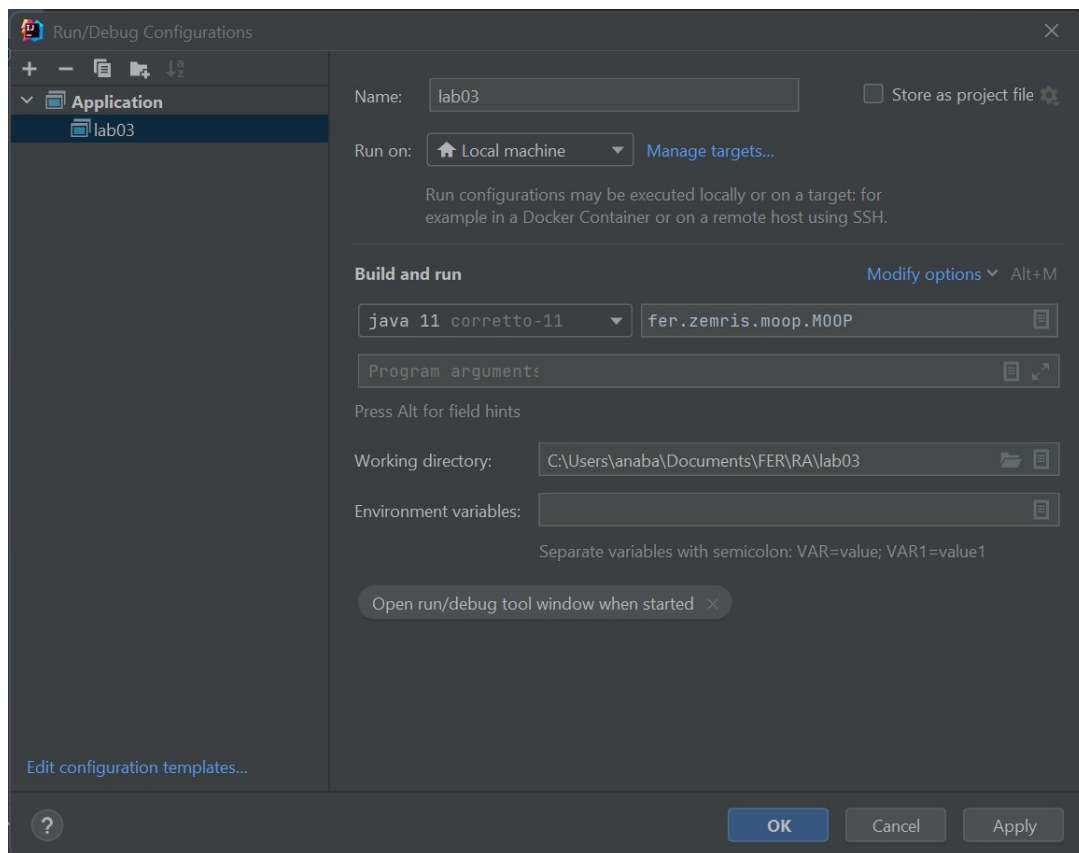 Run/Debug Configurations
Application
lab03
Name: lab03 Store as project file
Run on: Local machine Manage targets...
Run configurations may be executed locally or on a target: for
example in a Docker Container or on a remote host using SSH.
Build and run Modify options Alt+M
java 11 corretto-11 fer.zemris.moop.MOOP
Program arguments
Press Alt for field hints
Working directory: C:\Users\anaba\Documents\FER\RA\lab03
Environment variables:
Separate variables with semicolon: VAR=value; VAR1=value1
Open run/debug tool window when started
Edit configuration templates...
? OK Cancel Apply